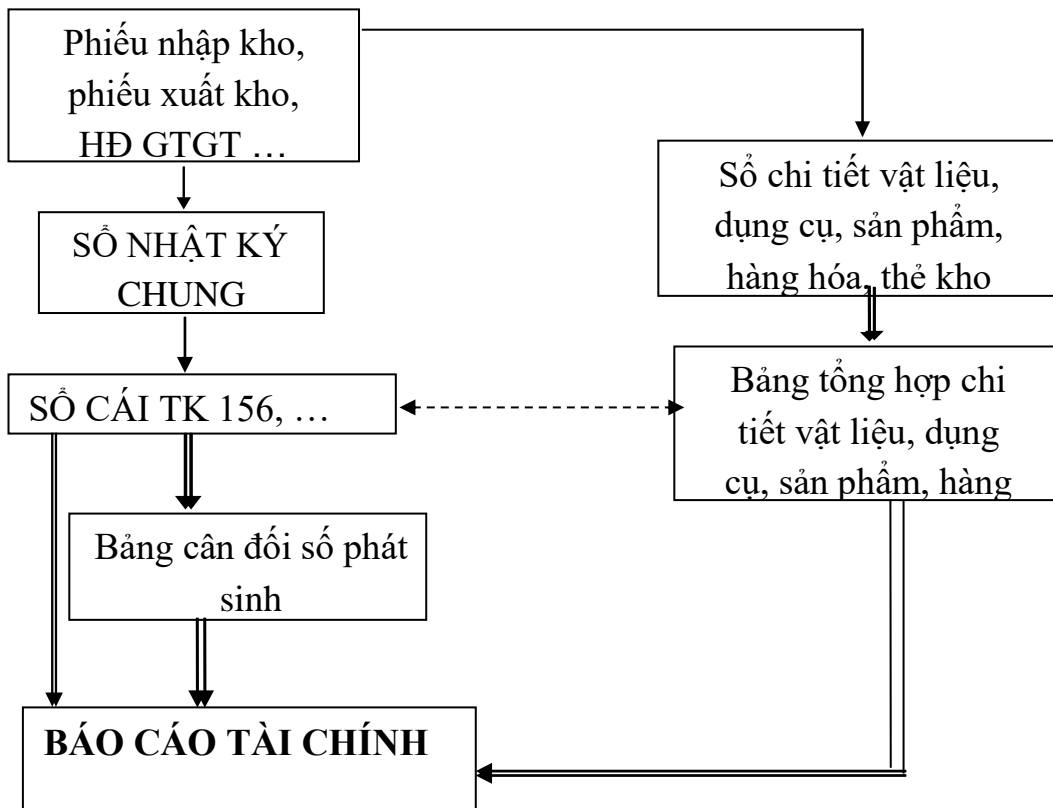 Phiếu nhập kho,
phiếu xuất kho,
HĐ GTGT …
Sổ chi tiết vật liệu,
dụng cụ, sản phẩm,
hàng hóa, thẻ kho
SỔ NHẬT KÝ
CHUNG
SỔ CÁI TK 156, …
Bảng tổng hợp chi
tiết vật liệu, dụng
cụ, sản phẩm, hàng
Bảng cân đối số phát
sinh
BÁO CÁO TÀI CHÍNH